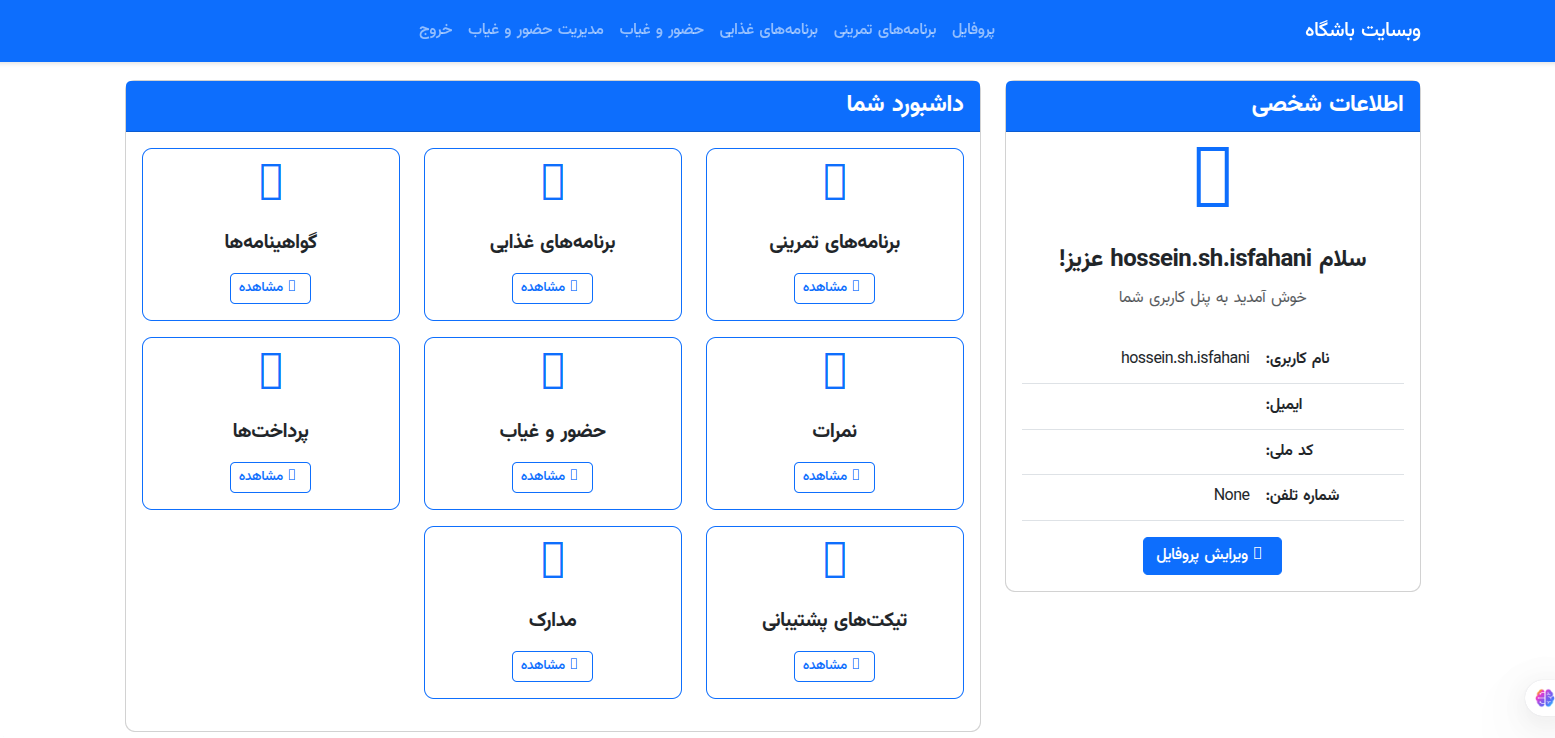 وبسایت باشگاه
پروفایل برنامه‌های تمرینی برنامه‌های غذایی حضور و غیاب مدیریت حضور و غیاب خروج
اطلاعات شخصی
سلام hossein.sh.isfahani عزیز!
خوش آمدید به پنل کاربری شما
نام کاربری: hossein.sh.isfahani
ایمیل:
کد ملی:
شماره تلفن: None
ویرایش پروفایل
داشبورد شما
برنامه‌های تمرینی
مشاهده
برنامه‌های غذایی
مشاهده
گواهینامه‌ها
مشاهده
نمرات
مشاهده
حضور و غیاب
مشاهده
پرداخت‌ها
مشاهده
تیکت‌های پشتیبانی
مشاهده
مدارک
مشاهده